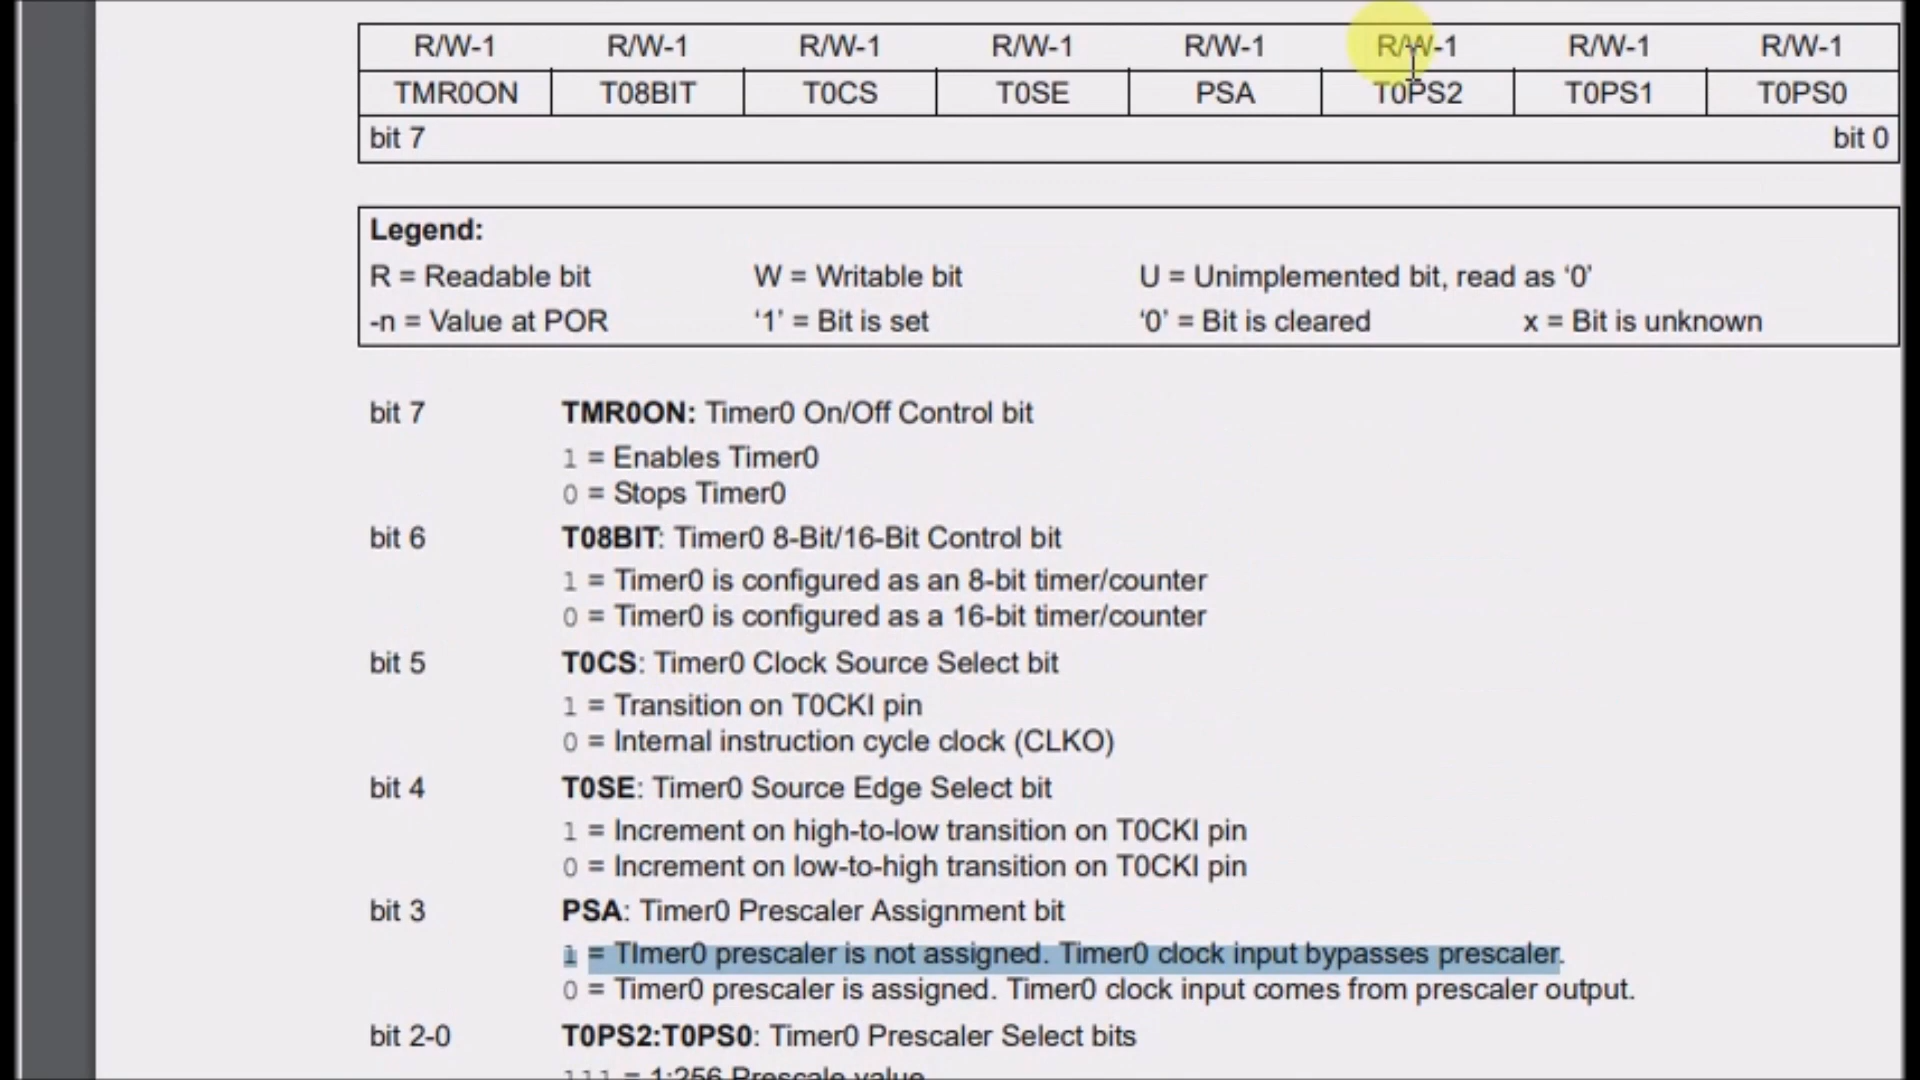 R/W-1 R/W-1 R/W-1 R/W-1 R/W-1 R/W-1 R/W-1 R/W-1
TMR0ON T08BIT T0CS T0SE PSA T0PS2 T0PS1 T0PS0
bit 7 bit 0
Legend:
R = Readable bit W = Writable bit U = Unimplemented bit, read as ‘0’
-n = Value at POR ‘1’ = Bit is set ‘0’ = Bit is cleared x = Bit is unknown
bit 7 TMR0ON: Timer0 On/Off Control bit
1 = Enables Timer0
0 = Stops Timer0
bit 6 T08BIT: Timer0 8-Bit/16-Bit Control bit
1 = Timer0 is configured as an 8-bit timer/counter
0 = Timer0 is configured as a 16-bit timer/counter
bit 5 T0CS: Timer0 Clock Source Select bit
1 = Transition on T0CKI pin
0 = Internal instruction cycle clock (CLKO)
bit 4 T0SE: Timer0 Source Edge Select bit
1 = Increment on high-to-low transition on T0CKI pin
0 = Increment on low-to-high transition on T0CKI pin
bit 3 PSA: Timer0 Prescaler Assignment bit
1 = TImer0 prescaler is not assigned. Timer0 clock input bypasses prescaler.
0 = Timer0 prescaler is assigned. Timer0 clock input comes from prescaler output.
bit 2-0 T0PS2:T0PS0: Timer0 Prescaler Select bits
111 = 1:256 Prescale value